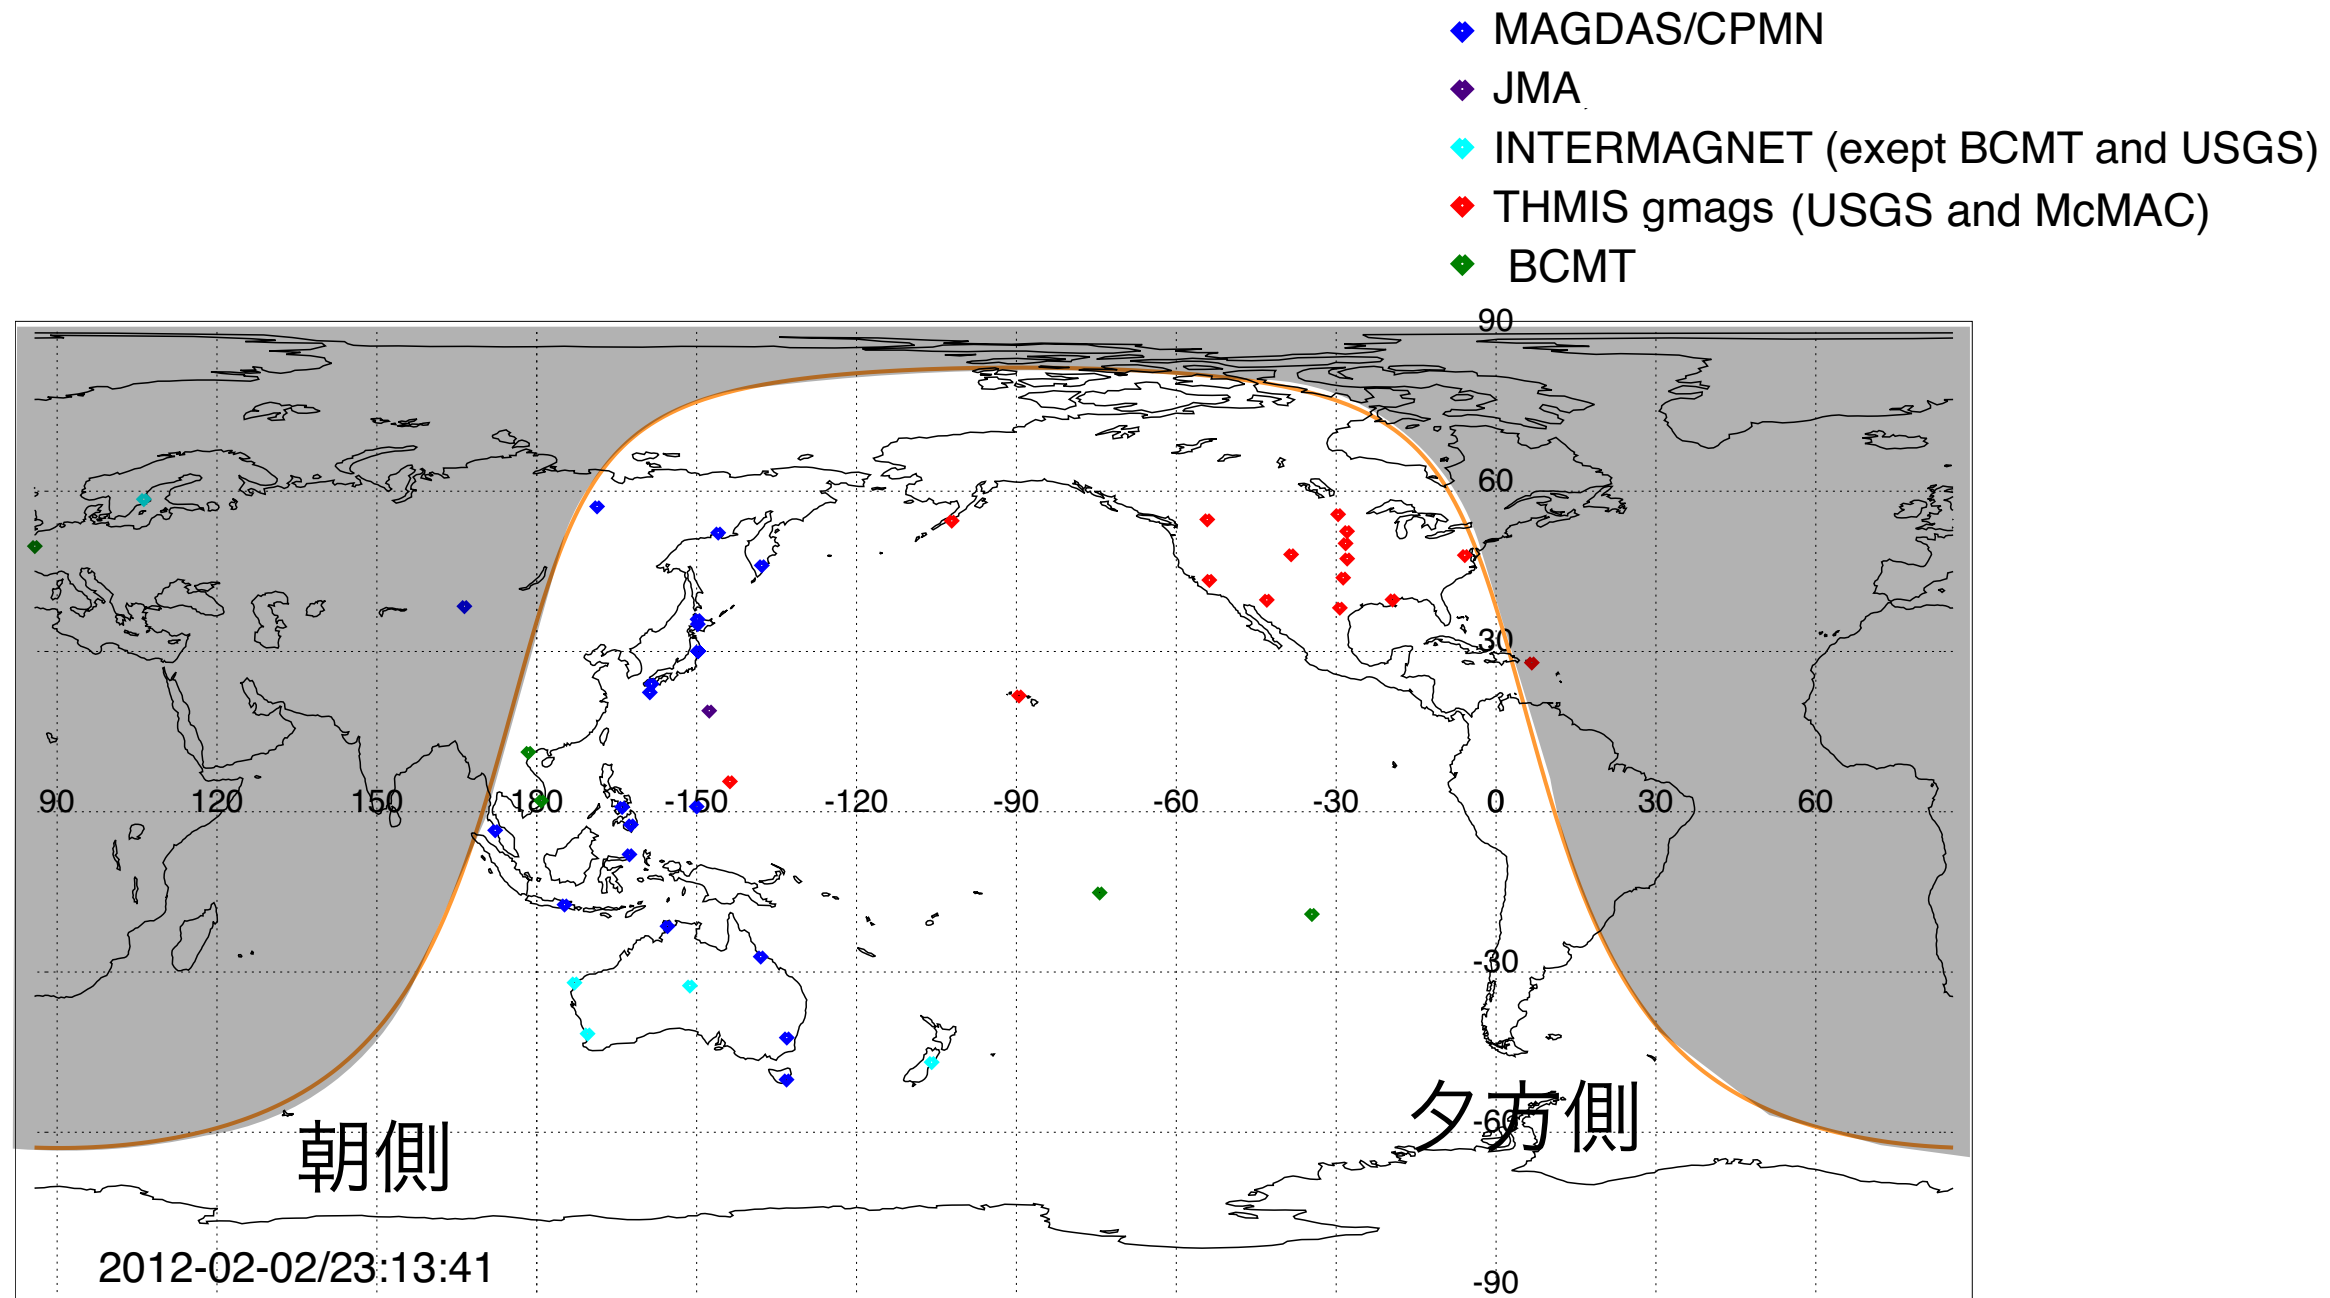 MAGDAS/CPMN
JMA
INTERMAGNET (exept BCMT and USGS)
THMIS gmags (USGS and McMAC)
BCMT
90
60
30
90 120 150 180 -150 -120 -90 -60 -30 0 30 60
-30
-60
朝側
夕方側
2012-02-02/23:13:41
-90